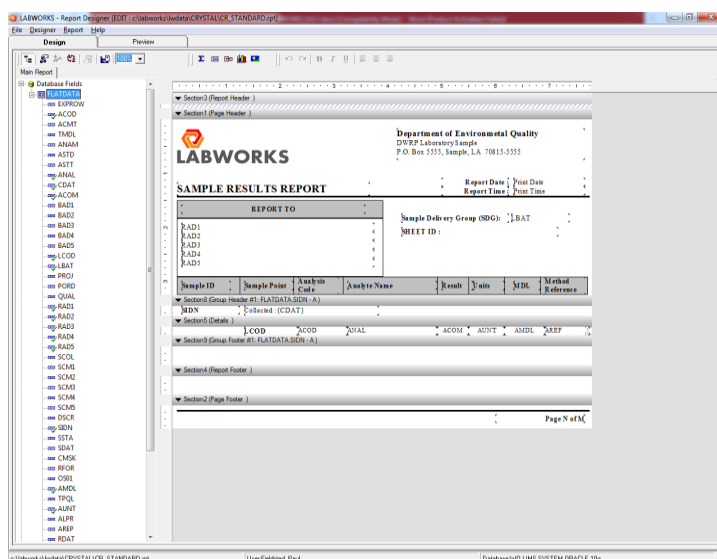 LABWORKS - Report Designer [EDIT : c:\labworks\lwdata\CRYSTAL\CR_STANDARD.rpt]
File Designer Report Help
Design Preview
100%
Main Report
Database Fields
FLATDATA
EXPROW
ACOD
ACMT
TMDL
ANAM
ASTD
ASTT
ANAL
CDAT
ACOM
BAD1
BAD2
BAD3
BAD4
BAD5
LCOD
LBAT
PROJ
PORD
QUAL
RAD1
RAD2
RAD3
RAD4
RAD5
SCOL
SCM1
SCM2
SCM3
SCM4
SCM5
DSCR
SIDN
SSTA
SDAT
CMSK
RFOR
OS01
AMDL
TPQL
AUNT
ALPR
AREP
RDAT
Section3 (Report Header )
Section1 (Page Header )
LABWORKS
Department of Environmetal Quality
DWRP Laboratory Sample
P.O. Box 5555, Sample, LA 70815-5555
SAMPLE RESULTS REPORT
Report Date : Print Date
Report Time : Print Time
REPORT TO
RAD1
RAD2
RAD3
RAD4
RAD5
Sample Delivery Group (SDG): LBAT
SHEET ID :
Sample ID Sample Point Analysis Code Analyte Name Result Units MDL Method Reference
Section8 (Group Header #1: FLATDATA.SIDN - A )
SIDN Collected : {CDAT}
Section5 (Details )
LCOD ACOD ANAL ACOM AUNT AMDL AREF
Section9 (Group Footer #1: FLATDATA.SIDN - A )
Section4 (Report Footer )
Section2 (Page Footer )
Page N of M